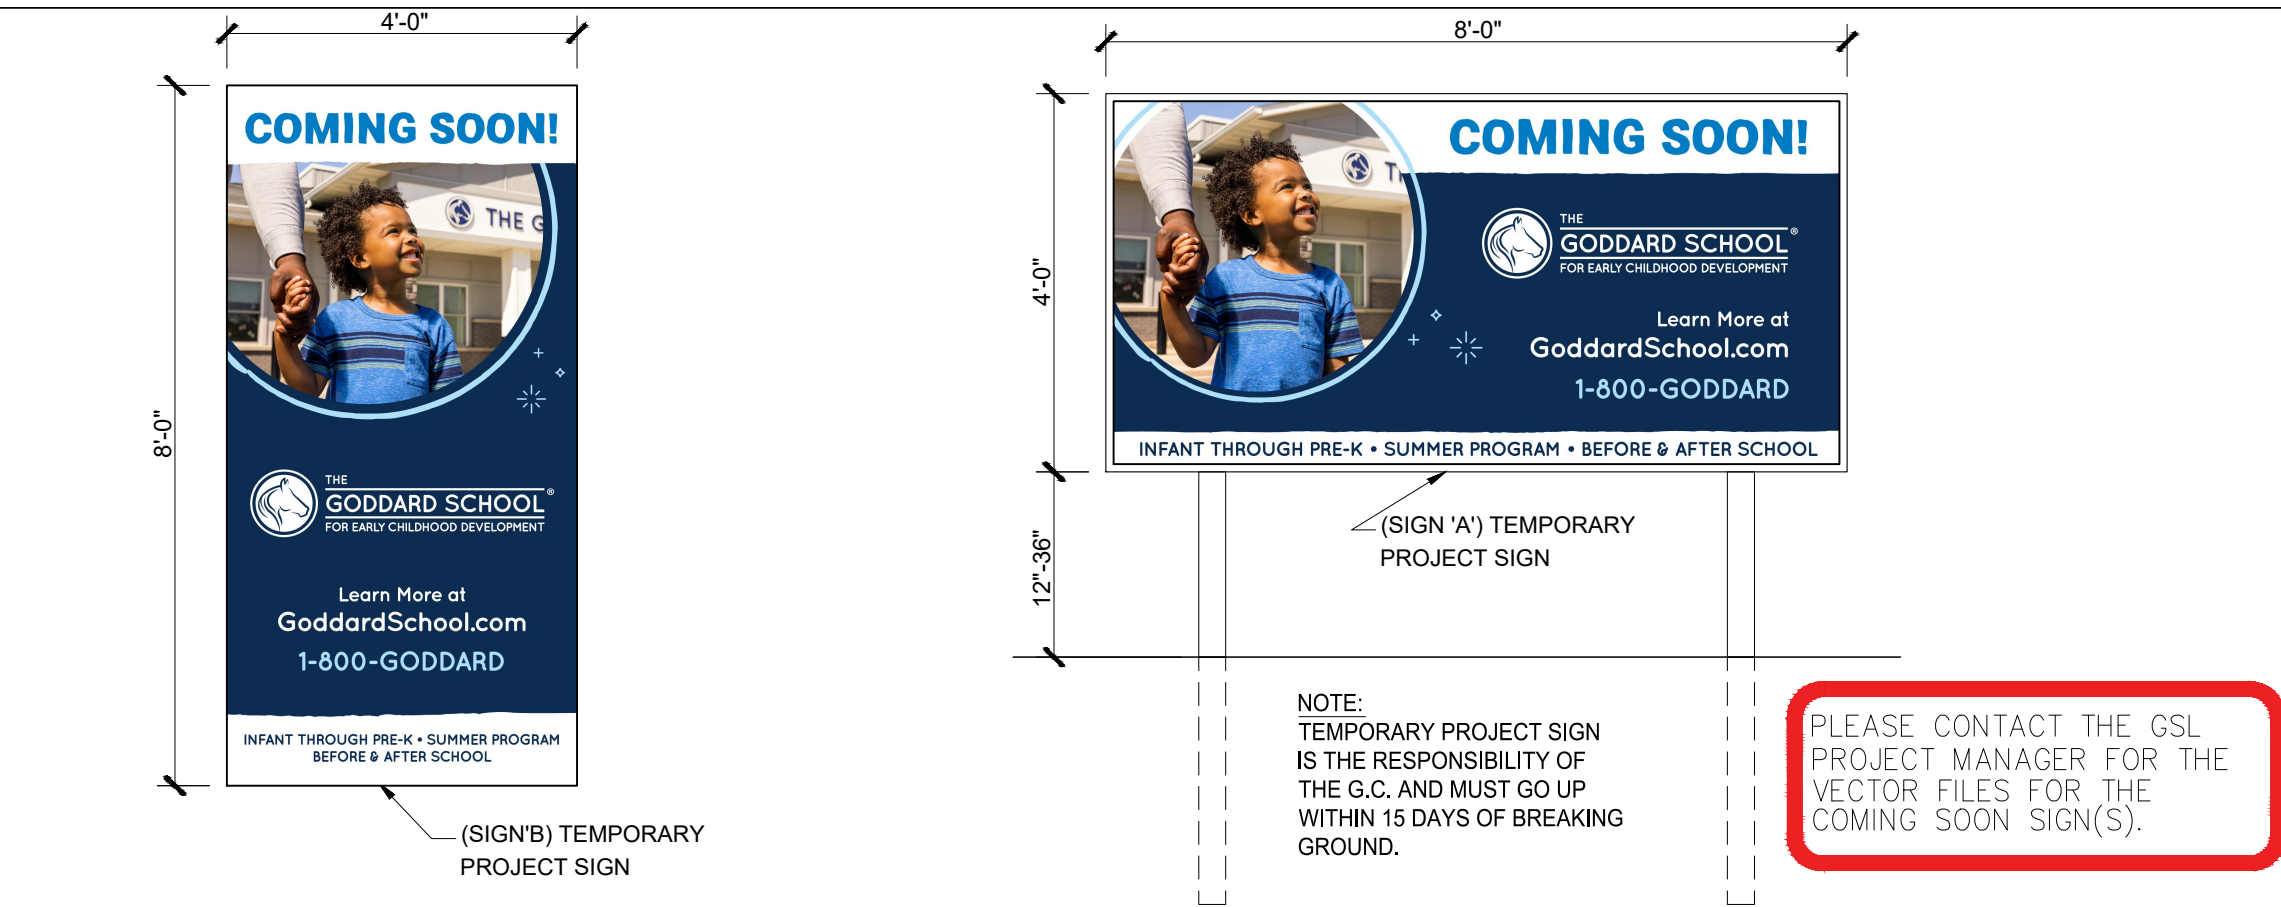 4'-0"
8'-0"
COMING SOON!
THE G
THE
GODDARD SCHOOL®
FOR EARLY CHILDHOOD DEVELOPMENT
Learn More at
GoddardSchool.com
1-800-GODDARD
INFANT THROUGH PRE-K • SUMMER PROGRAM
BEFORE & AFTER SCHOOL
(SIGN'B) TEMPORARY
PROJECT SIGN
8'-0"
4'-0"
12"-36"
COMING SOON!
TH
THE
GODDARD SCHOOL®
FOR EARLY CHILDHOOD DEVELOPMENT
Learn More at
GoddardSchool.com
1-800-GODDARD
INFANT THROUGH PRE-K • SUMMER PROGRAM • BEFORE & AFTER SCHOOL
(SIGN 'A') TEMPORARY
PROJECT SIGN
NOTE:
TEMPORARY PROJECT SIGN
IS THE RESPONSIBILITY OF
THE G.C. AND MUST GO UP
WITHIN 15 DAYS OF BREAKING
GROUND.
PLEASE CONTACT THE GSL
PROJECT MANAGER FOR THE
VECTOR FILES FOR THE
COMING SOON SIGN(S).